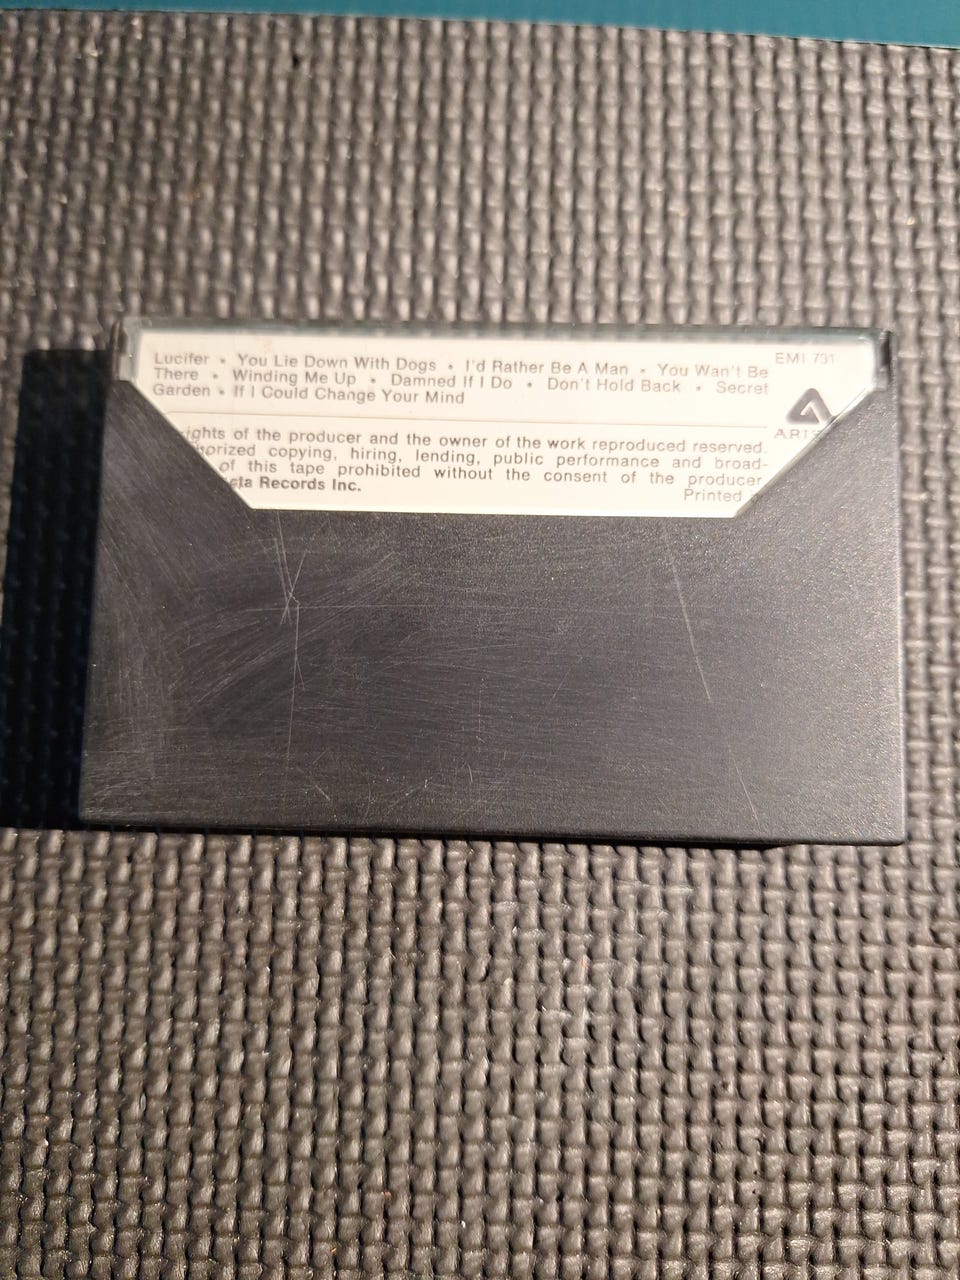 Lucifer • You Lie Down With Dogs • I'd Rather Be A Man • You Wan't Be
There • Winding Me Up • Damned If I Do • Don't Hold Back • Secret
Garden • If I Could Change Your Mind
EMI 731
ights of the producer and the owner of the work reproduced reserved.
orized copying, hiring, lending, public performance and broad-
of this tape prohibited without the consent of the producer
sta Records Inc.
Printed